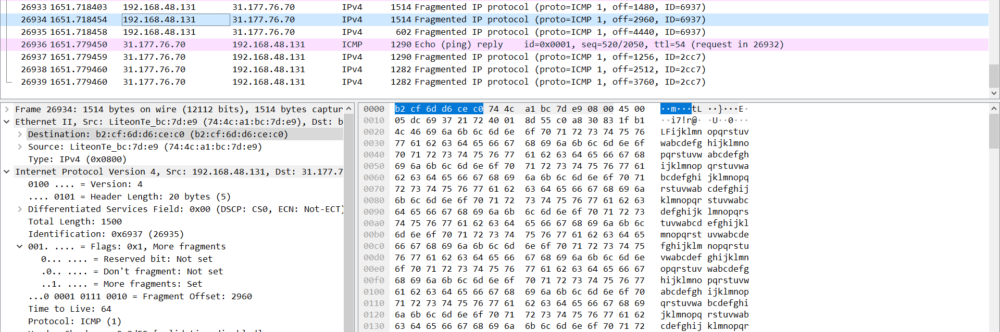 26933 1651.718403 192.168.48.131 31.177.76.70 IPv4 1514 Fragmented IP protocol (proto=ICMP 1, off=1480, ID=6937)
26934 1651.718454 192.168.48.131 31.177.76.70 IPv4 1514 Fragmented IP protocol (proto=ICMP 1, off=2960, ID=6937)
26935 1651.718458 192.168.48.131 31.177.76.70 IPv4 602 Fragmented IP protocol (proto=ICMP 1, off=4440, ID=6937)
26936 1651.779450 31.177.76.70 192.168.48.131 ICMP 1290 Echo (ping) reply id=0x0001, seq=520/2050, ttl=54 (request in 26932)
26937 1651.779459 31.177.76.70 192.168.48.131 IPv4 1290 Fragmented IP protocol (proto=ICMP 1, off=1256, ID=2cc7)
26938 1651.779460 31.177.76.70 192.168.48.131 IPv4 1282 Fragmented IP protocol (proto=ICMP 1, off=2512, ID=2cc7)
26939 1651.779460 31.177.76.70 192.168.48.131 IPv4 1282 Fragmented IP protocol (proto=ICMP 1, off=3760, ID=2cc7)
Frame 26934: 1514 bytes on wire (12112 bits), 1514 bytes captur
Ethernet II, Src: LiteonTe_bc:7d:e9 (74:4c:a1:bc:7d:e9), Dst: b
Destination: b2:cf:6d:d6:ce:c0 (b2:cf:6d:d6:ce:c0)
Source: LiteonTe_bc:7d:e9 (74:4c:a1:bc:7d:e9)
Type: IPv4 (0x0800)
Internet Protocol Version 4, Src: 192.168.48.131, Dst: 31.177.7
0100 .... = Version: 4
.... 0101 = Header Length: 20 bytes (5)
Differentiated Services Field: 0x00 (DSCP: CS0, ECN: Not-ECT)
Total Length: 1500
Identification: 0x6937 (26935)
001. .... = Flags: 0x1, More fragments
0... .... = Reserved bit: Not set
.0.. .... = Don't fragment: Not set
..1. .... = More fragments: Set
...0 0001 0111 0010 = Fragment Offset: 2960
Time to Live: 64
Protocol: ICMP (1)
0000 b2 cf 6d d6 ce c0 74 4c a1 bc 7d e9 08 00 45 00 ··m···tL ··}···E·
0010 05 dc 69 37 21 72 40 01 8d 55 c0 a8 30 83 1f b1 ··i7!r@· ·U··0···
0020 4c 46 69 6a 6b 6c 6d 6e 6f 70 71 72 73 74 75 76 LFijklmn opqrstuv
0030 77 61 62 63 64 65 66 67 68 69 6a 6b 6c 6d 6e 6f wabcdefg hijklmno
0040 70 71 72 73 74 75 76 77 61 62 63 64 65 66 67 68 pqrstuvw abcdefgh
0050 69 6a 6b 6c 6d 6e 6f 70 71 72 73 74 75 76 77 61 ijklmnop qrstuvwa
0060 62 63 64 65 66 67 68 69 6a 6b 6c 6d 6e 6f 70 71 bcdefghi jklmnopq
0070 72 73 74 75 76 77 61 62 63 64 65 66 67 68 69 6a rstuvwab cdefghij
0080 6b 6c 6d 6e 6f 70 71 72 73 74 75 76 77 61 62 63 klmnopqr stuvwabc
0090 64 65 66 67 68 69 6a 6b 6c 6d 6e 6f 70 71 72 73 defghijk lmnopqrs
00a0 74 75 76 77 61 62 63 64 65 66 67 68 69 6a 6b 6c tuvwabcd efghijkl
00b0 6d 6e 6f 70 71 72 73 74 75 76 77 61 62 63 64 65 mnopqrst uvwabcde
00c0 66 67 68 69 6a 6b 6c 6d 6e 6f 70 71 72 73 74 75 fghijklm nopqrstu
00d0 76 77 61 62 63 64 65 66 67 68 69 6a 6b 6c 6d 6e vwabcdef ghijklmn
00e0 6f 70 71 72 73 74 75 76 77 61 62 63 64 65 66 67 opqrstuv wabcdefg
00f0 68 69 6a 6b 6c 6d 6e 6f 70 71 72 73 74 75 76 77 hijklmno pqrstuvw
0100 61 62 63 64 65 66 67 68 69 6a 6b 6c 6d 6e 6f 70 abcdefgh ijklmnop
0110 71 72 73 74 75 76 77 61 62 63 64 65 66 67 68 69 qrstuvwa bcdefghi
0120 6a 6b 6c 6d 6e 6f 70 71 72 73 74 75 76 77 61 62 jklmnopq rstuvwab
0130 63 64 65 66 67 68 69 6a 6b 6c 6d 6e 6f 70 71 72 cdefghij klmnopqr